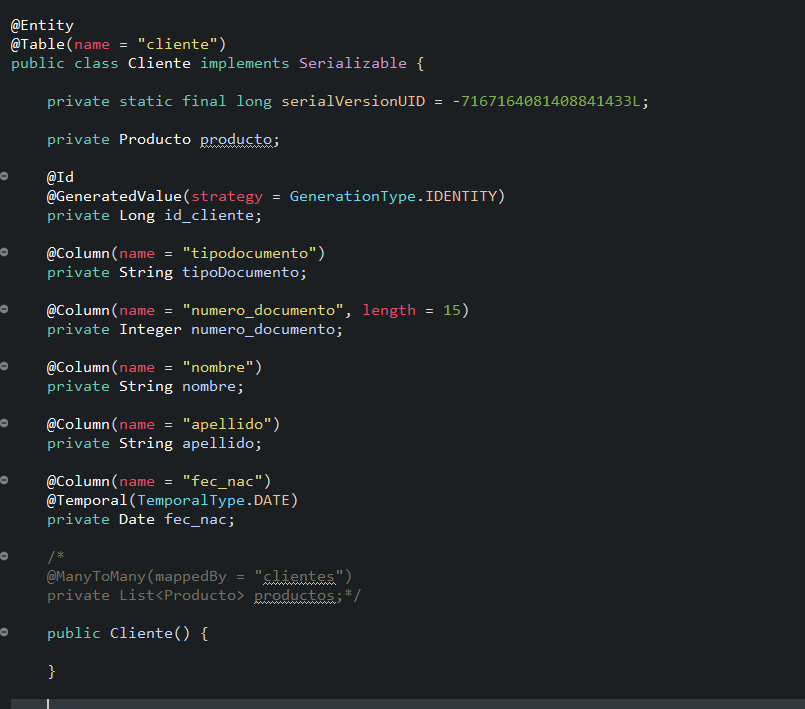 @Entity
@Table(name = "cliente")
public class Cliente implements Serializable {
private static final long serialVersionUID = -7167164081408841433L;
private Producto producto;
@Id
@GeneratedValue(strategy = GenerationType.IDENTITY)
private Long id_cliente;
@Column(name = "tipodocumento")
private String tipoDocumento;
@Column(name = "numero_documento", length = 15)
private Integer numero_documento;
@Column(name = "nombre")
private String nombre;
@Column(name = "apellido")
private String apellido;
@Column(name = "fec_nac")
@Temporal(TemporalType.DATE)
private Date fec_nac;
/*
@ManyToMany(mappedBy = "clientes")
private List<Producto> productos;*/
public Cliente() {
}